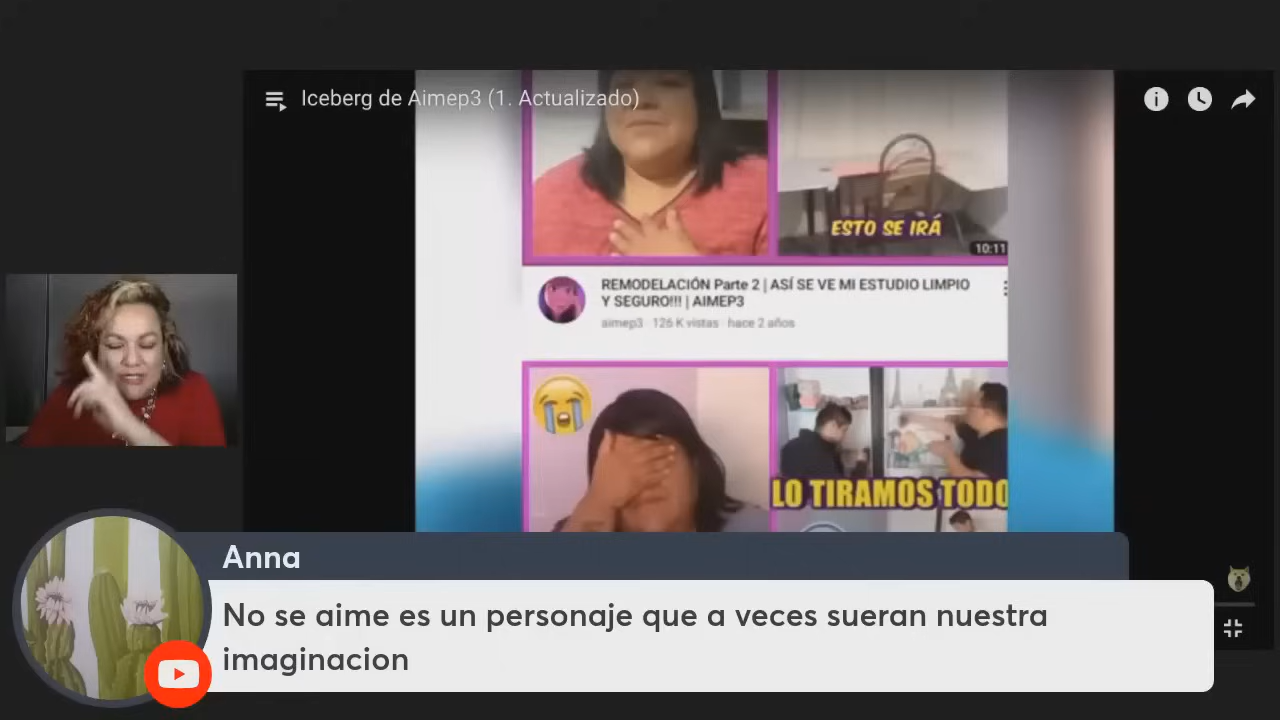 Iceberg de Aimep3 (1. Actualizado)
ESTO SE IRÁ
10:11
REMODELACIÓN Parte 2 | ASÍ SE VE MI ESTUDIO LIMPIO
Y SEGURO!!! | AIMEP3
aimep3 · 126 K vistas · hace 2 años
LO TIRAMOS TODO
Anna
No se aime es un personaje que a veces sueran nuestra
imaginacion